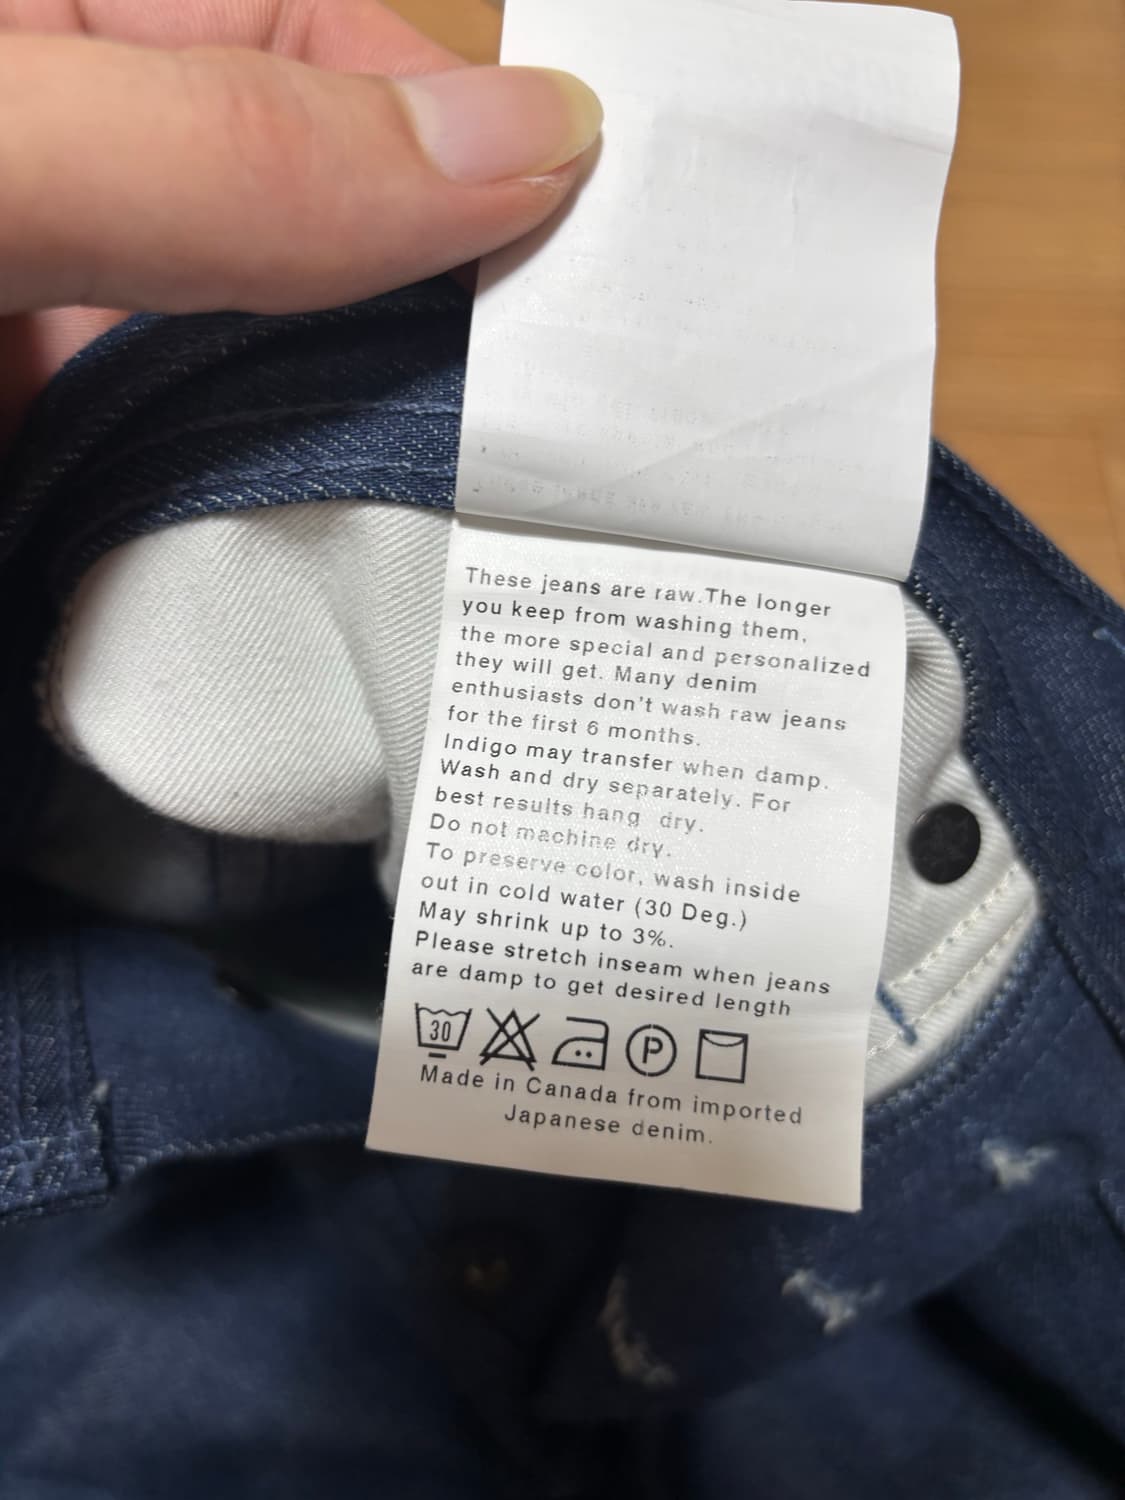 These jeans are raw.The longer
you keep from washing them,
the more special and personalized
they will get. Many denim
enthusiasts don't wash raw jeans
for the first 6 months.
Indigo may transfer when damp.
Wash and dry separately. For
best results hang dry.
Do not machine dry.
To preserve color, wash inside
out in cold water (30 Deg.)
May shrink up to 3%.
Please stretch inseam when jeans
are damp to get desired length
30 P
Made in Canada from imported
Japanese denim.